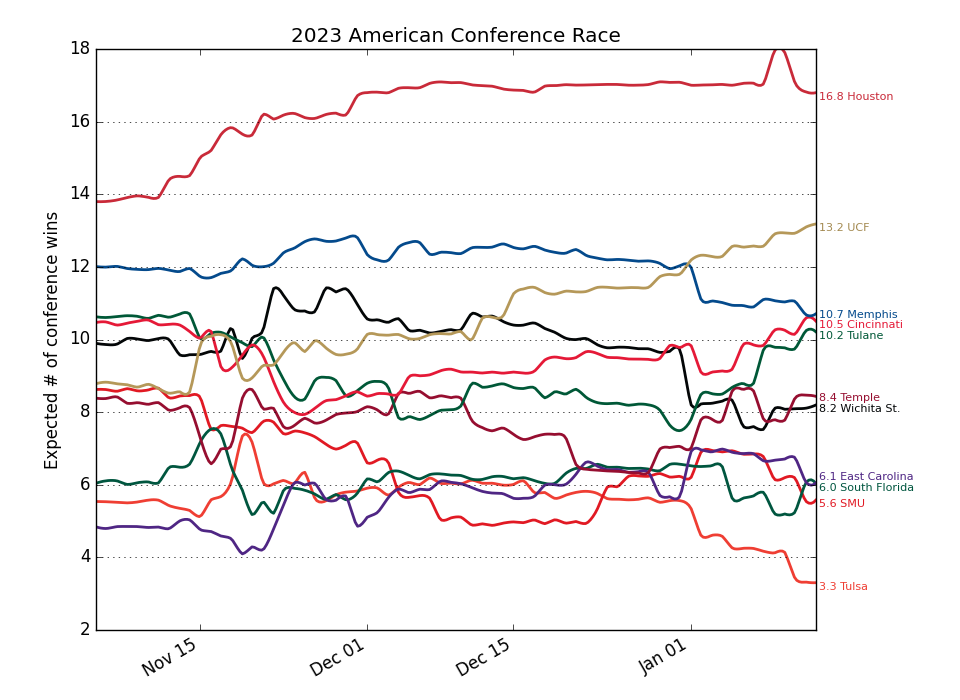 2023 American Conference Race
Expected # of conference wins
18
16
14
12
10
8
6
4
2
Nov 15
Dec 01
Dec 15
Jan 01
16.8 Houston
13.2 UCF
10.7 Memphis
10.5 Cincinnati
10.2 Tulane
8.4 Temple
8.2 Wichita St.
6.1 East Carolina
6.0 South Florida
5.6 SMU
3.3 Tulsa